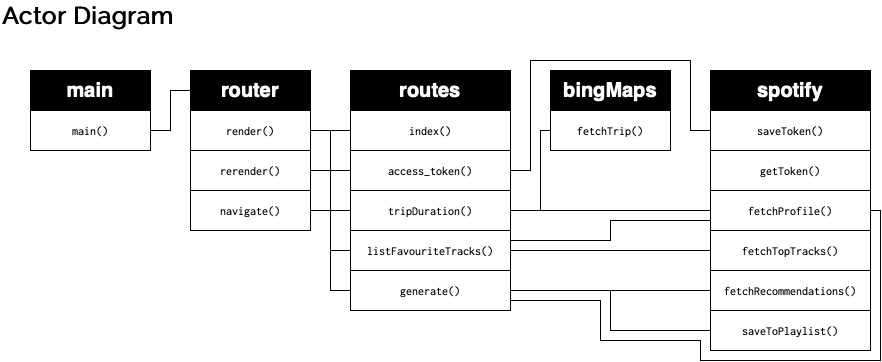 Actor Diagram
main
main()
router
render()
rerender()
navigate()
routes
index()
access_token()
tripDuration()
listFavouriteTracks()
generate()
bingMaps
fetchTrip()
spotify
saveToken()
getToken()
fetchProfile()
fetchTopTracks()
fetchRecommendations()
saveToPlaylist()